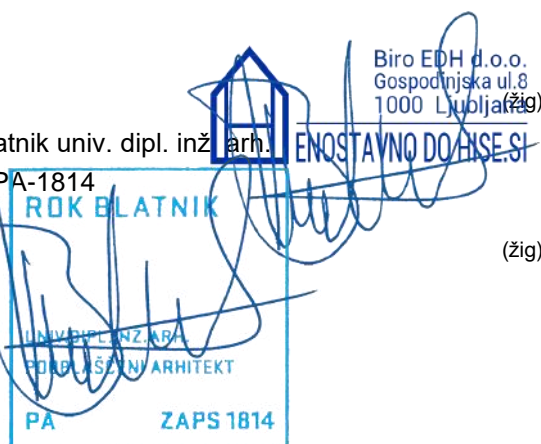 Biro EDH d.o.o.
Gospodinjska ul.8
1000 Ljubljana
(žig)
ENOSTAVNO DO HISE.SI
atnik univ. dipl. inž. arh.
PA-1814
ROK BLATNIK
(žig)
UNIV.DIPL.INZ.ARH.
POOBLAŠČENI ARHITEKT
PA ZAPS 1814